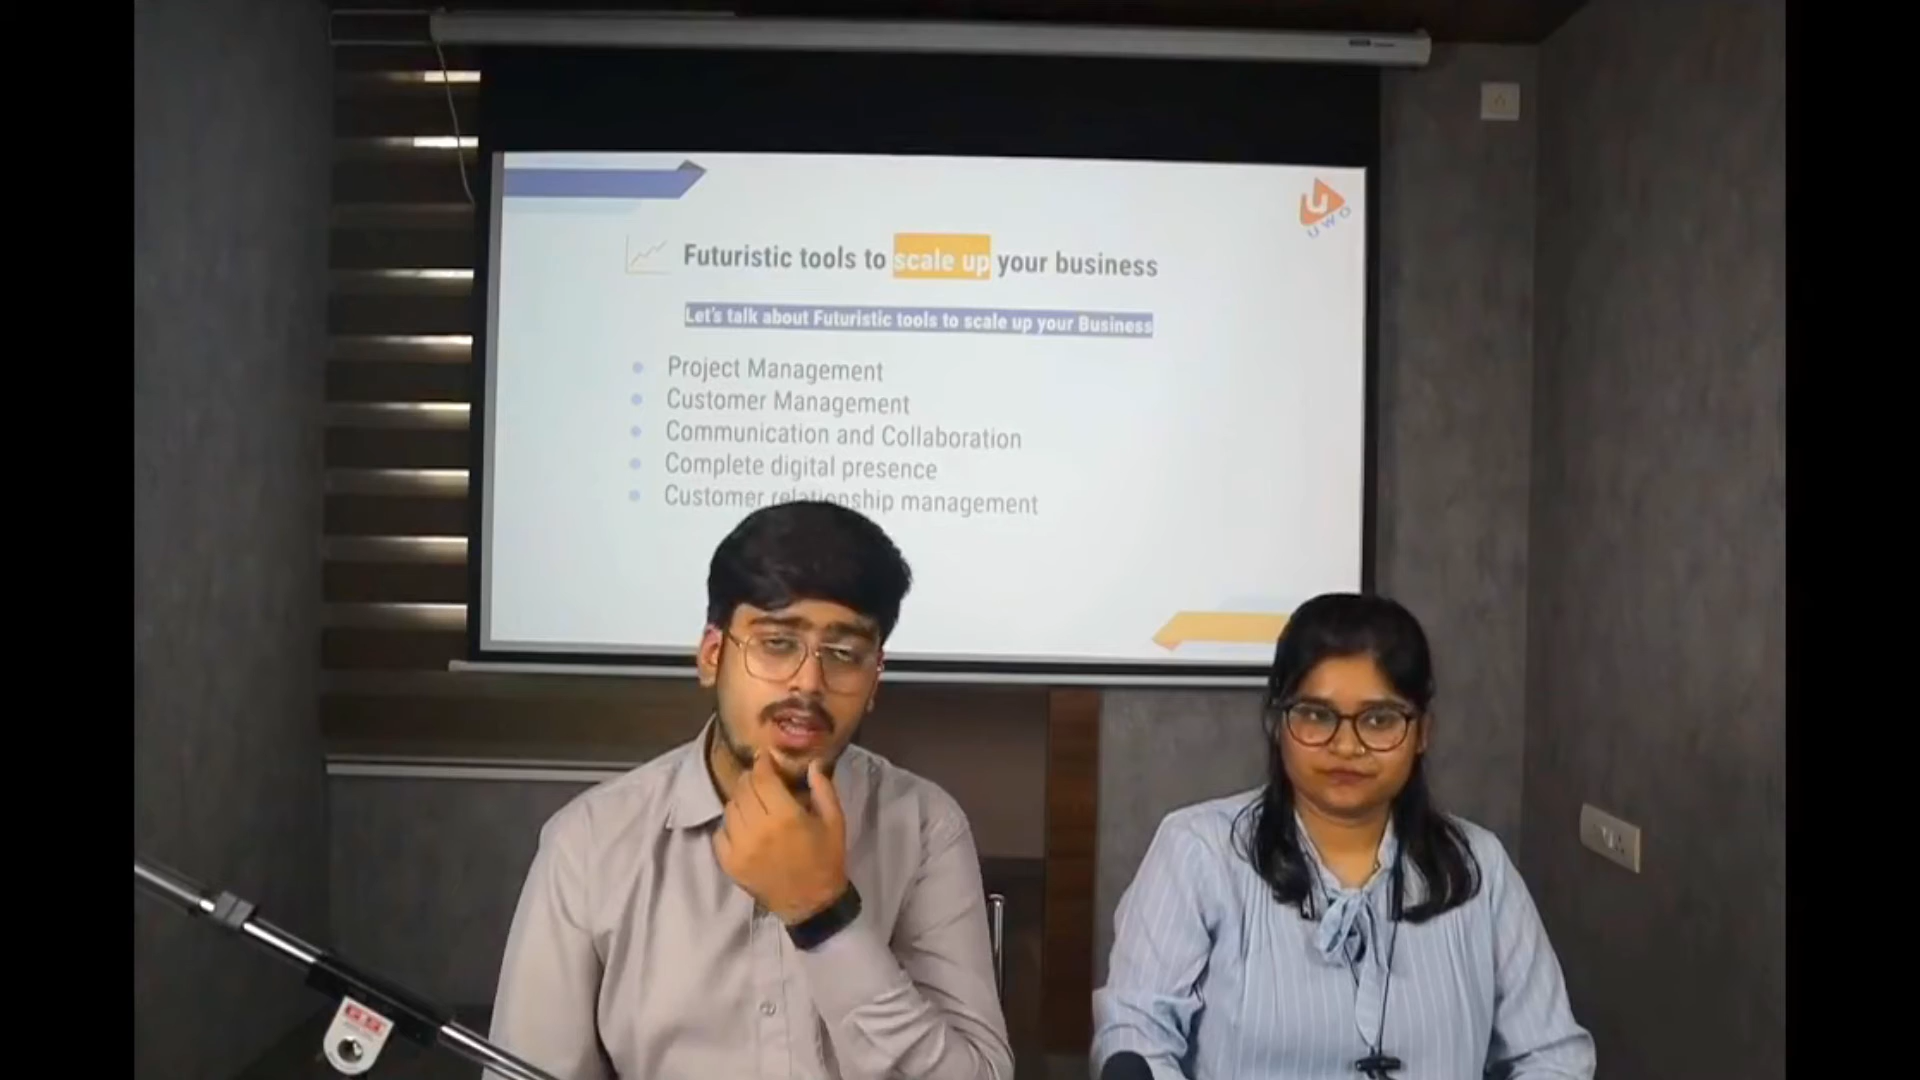 U
UWO
Futuristic tools to scale up your business
Let's talk about Futuristic tools to scale up your Business
Project Management
Customer Management
Communication and Collaboration
Complete digital presence
Customer relationship management